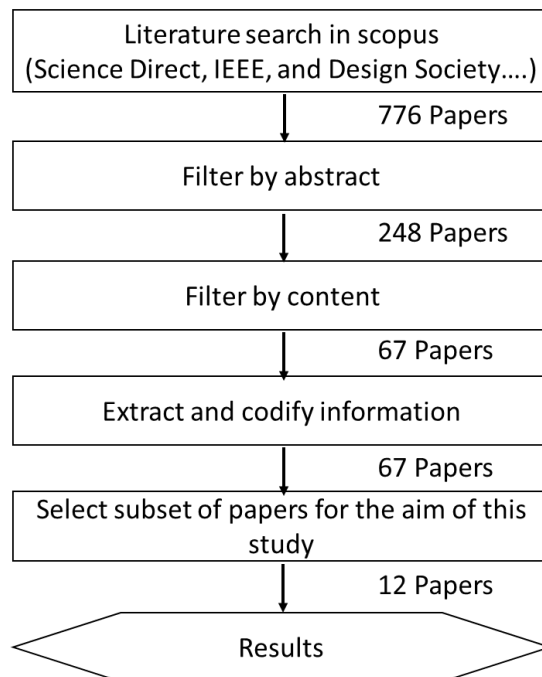 Literature search in scopus
(Science Direct, IEEE, and Design Society....)
776 Papers
Filter by abstract
248 Papers
Filter by content
67 Papers
Extract and codify information
67 Papers
Select subset of papers for the aim of this
study
12 Papers
Results